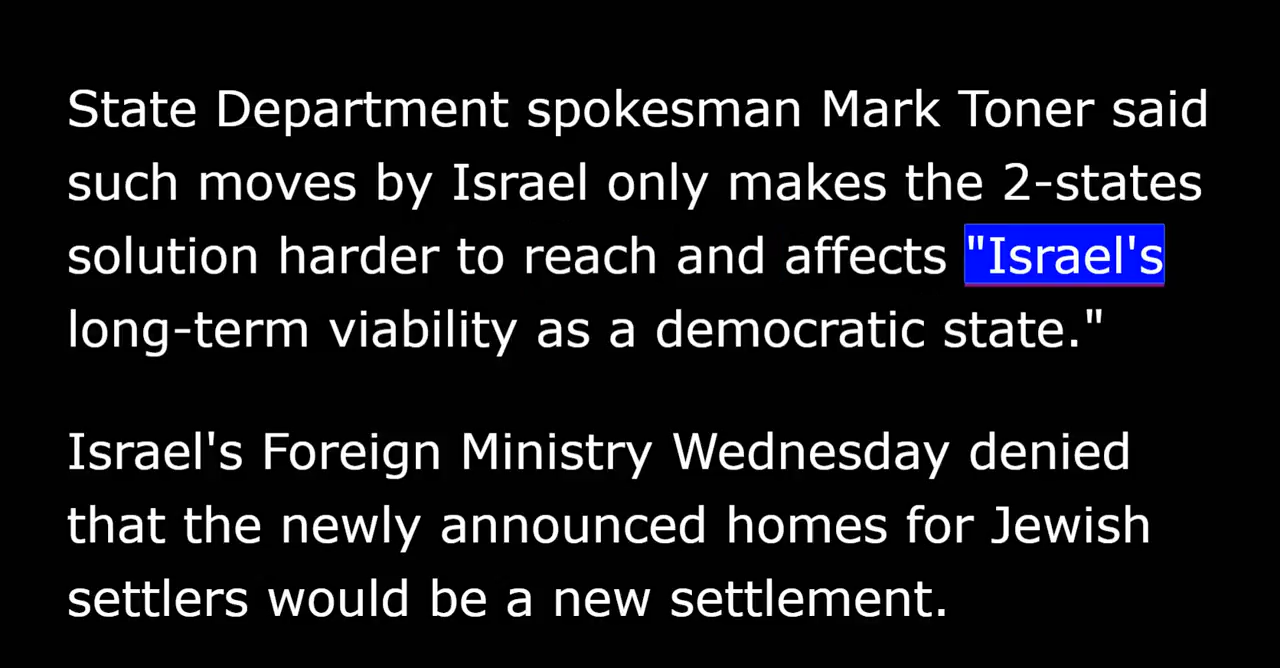 State Department spokesman Mark Toner said
such moves by Israel only makes the 2-states
solution harder to reach and affects "Israel's
long-term viability as a democratic state."
Israel's Foreign Ministry Wednesday denied
that the newly announced homes for Jewish
settlers would be a new settlement.